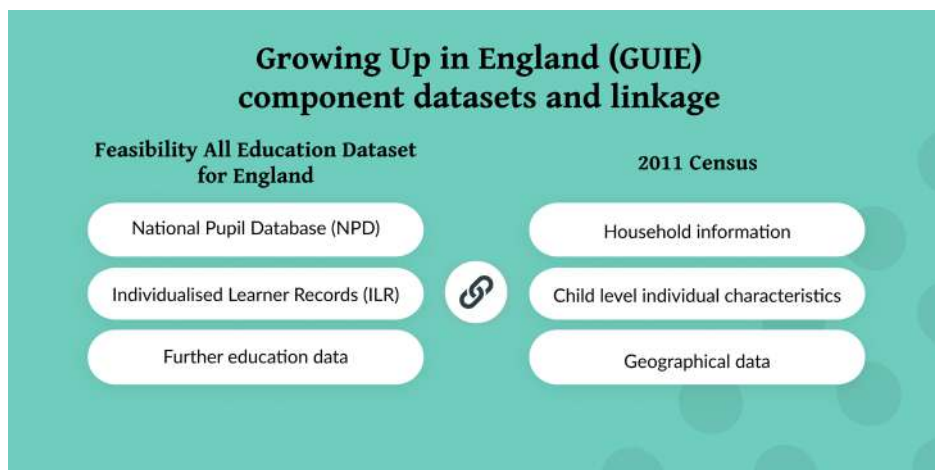 Growing Up in England (GUIE)
component datasets and linkage
Feasibility All Education Dataset
for England
National Pupil Database (NPD)
Individualised Learner Records (ILR)
Further education data
2011 Census
Household information
Child level individual characteristics
Geographical data